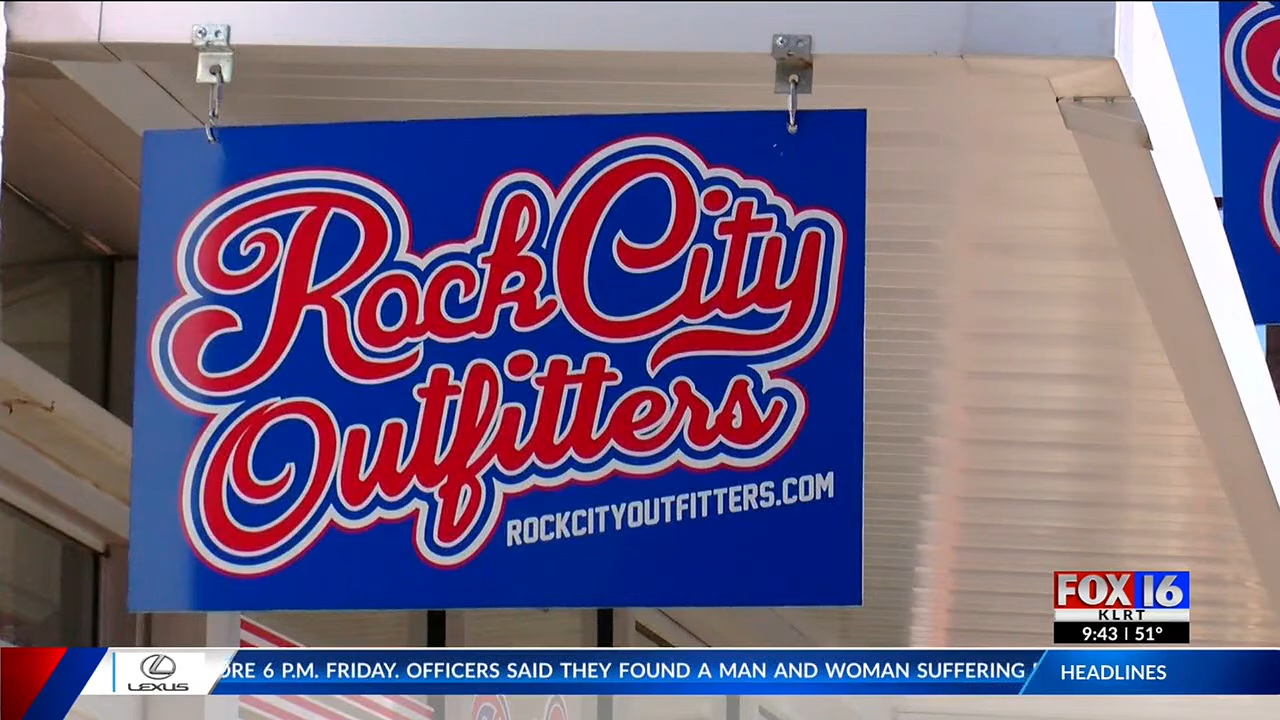 Rock City
Outfitters
ROCKCITYOUTFITTERS.COM
FOX 16
KLRT
9:43 | 51°
LEXUS
6 P.M. FRIDAY. OFFICERS SAID THEY FOUND A MAN AND WOMAN SUFFERING
HEADLINES